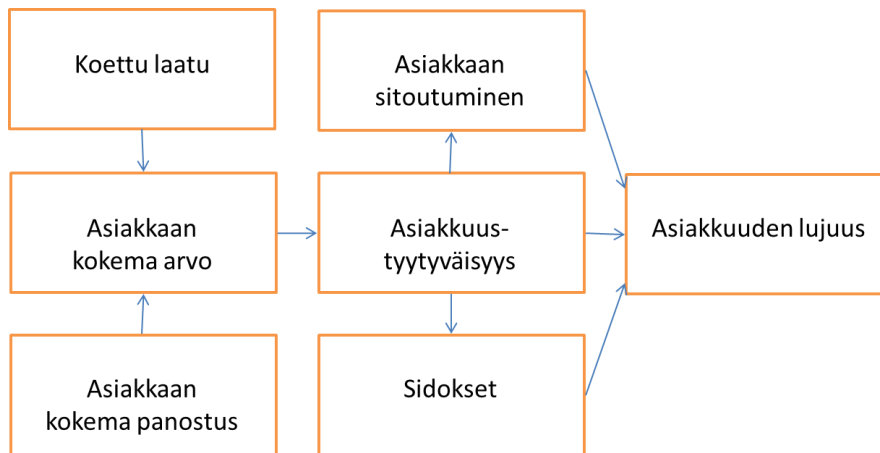 Koettu laatu
Asiakkaan
sitoutuminen
Asiakkaan
kokema arvo
Asiakkuus-
tyytyväisyys
Asiakkuuden lujuus
Asiakkaan
kokema panostus
Sidokset